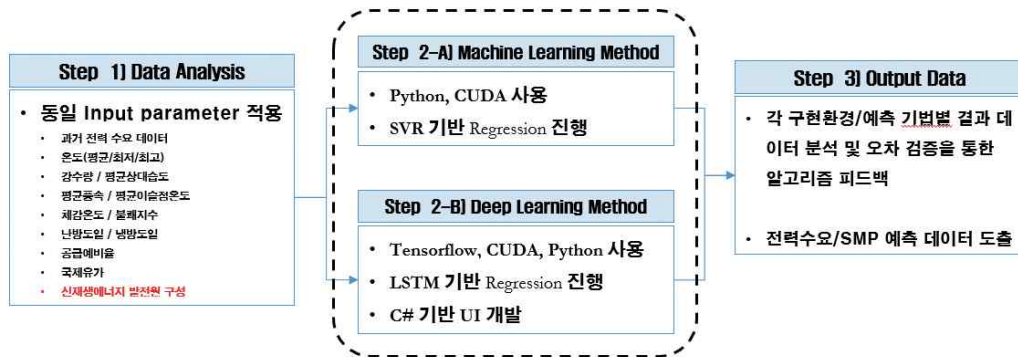 Step 1) Data Analysis
• 동일 Input parameter 적용
• 과거 전력 수요 데이터
• 온도(평균/최저/최고)
• 강수량 / 평균상대습도
• 평균풍속 / 평균이슬점온도
• 체감온도 / 불쾌지수
• 난방도일 / 냉방도일
• 공급예비율
• 국제유가
• 신재생에너지 발전원 구성
Step 2-A) Machine Learning Method
• Python, CUDA 사용
• SVR 기반 Regression 진행
Step 2-B) Deep Learning Method
• Tensorflow, CUDA, Python 사용
• LSTM 기반 Regression 진행
• C# 기반 UI 개발
Step 3) Output Data
• 각 구현환경/예측 기법별 결과 데
이터 분석 및 오차 검증을 통한
알고리즘 피드백
• 전력수요/SMP 예측 데이터 도출